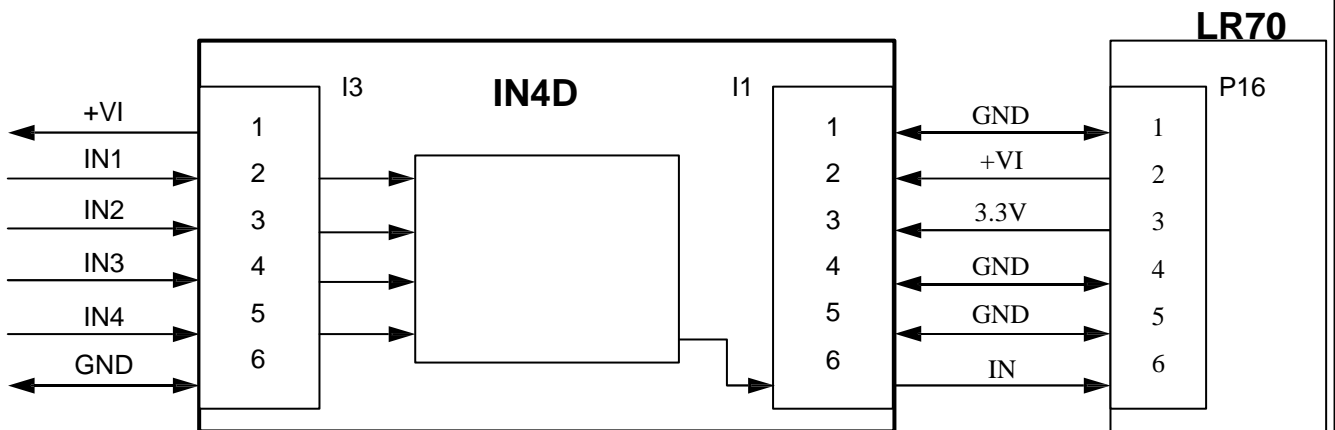 LR70
I3
IN4D
I1
P16
+VI
1
1
GND
1
IN1
2
2
+VI
2
IN2
3
3
3.3V
3
IN3
4
4
GND
4
IN4
5
5
GND
5
GND
6
6
IN
6